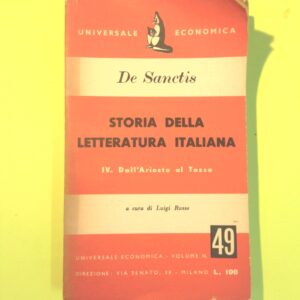 UNIVERSALE ECONOMICA
De Sanctis
STORIA DELLA
LETTERATURA ITALIANA
IV. Dall'Ariosto al Tasso
a cura di Luigi Russo
49
UNIVERSALE ECONOMICA - VOLUME N.
DIREZIONE: VIA SENATO, 38 - MILANO L. 100